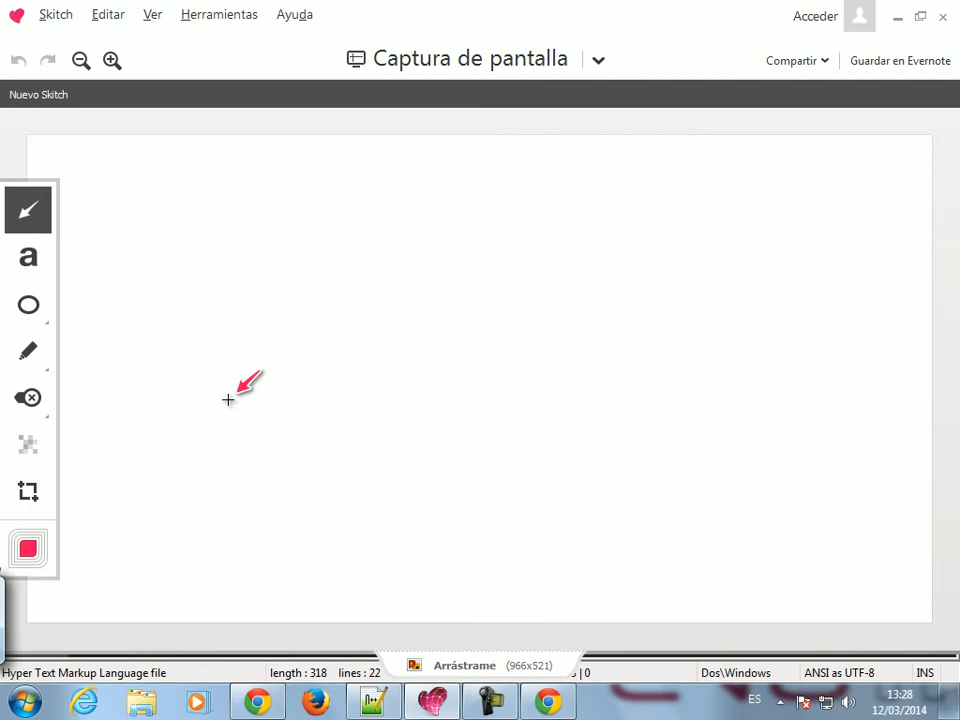 Skitch Editar Ver Herramientas Ayuda Acceder
Captura de pantalla Compartir Guardar en Evernote
Nuevo Skitch
a
Arrástrame (966x521)
Hyper Text Markup Language file length : 318 lines : 22 | 0 Dos\Windows ANSI as UTF-8 INS
ES 13:28
12/03/2014